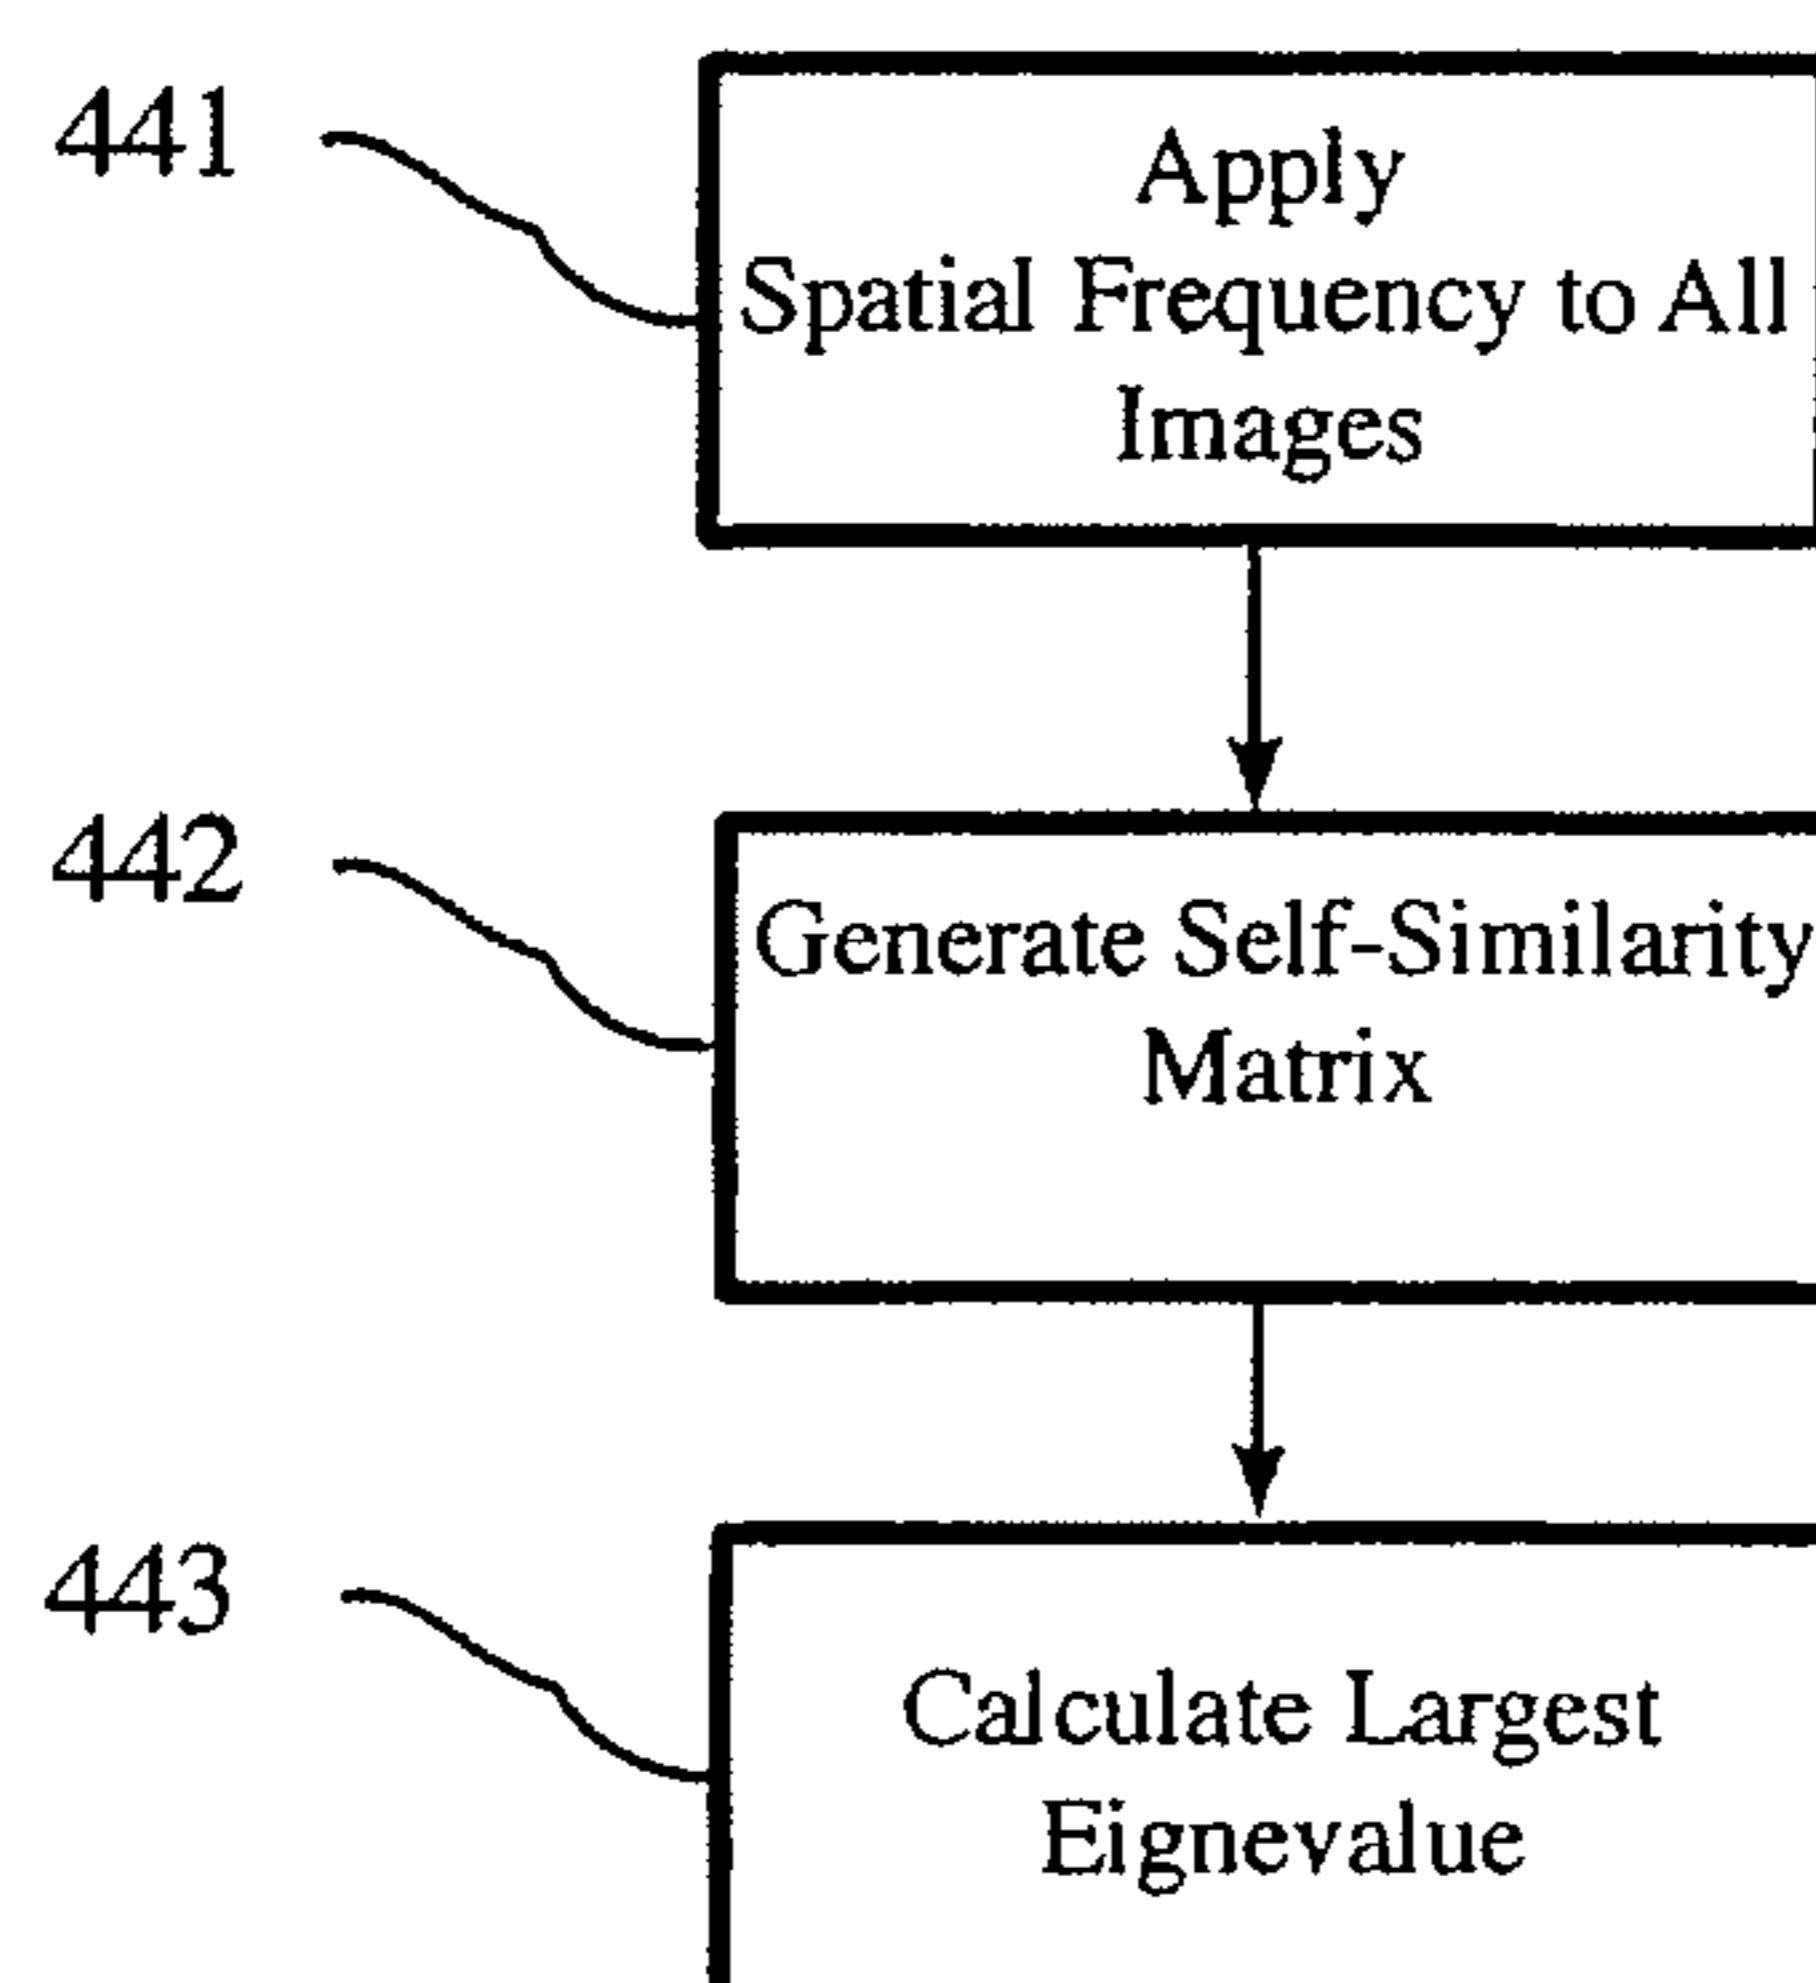 441
Apply
Spatial Frequency to All
Images
442
Generate Self-Similarity
Matrix
443
Calculate Largest
Eignevalue